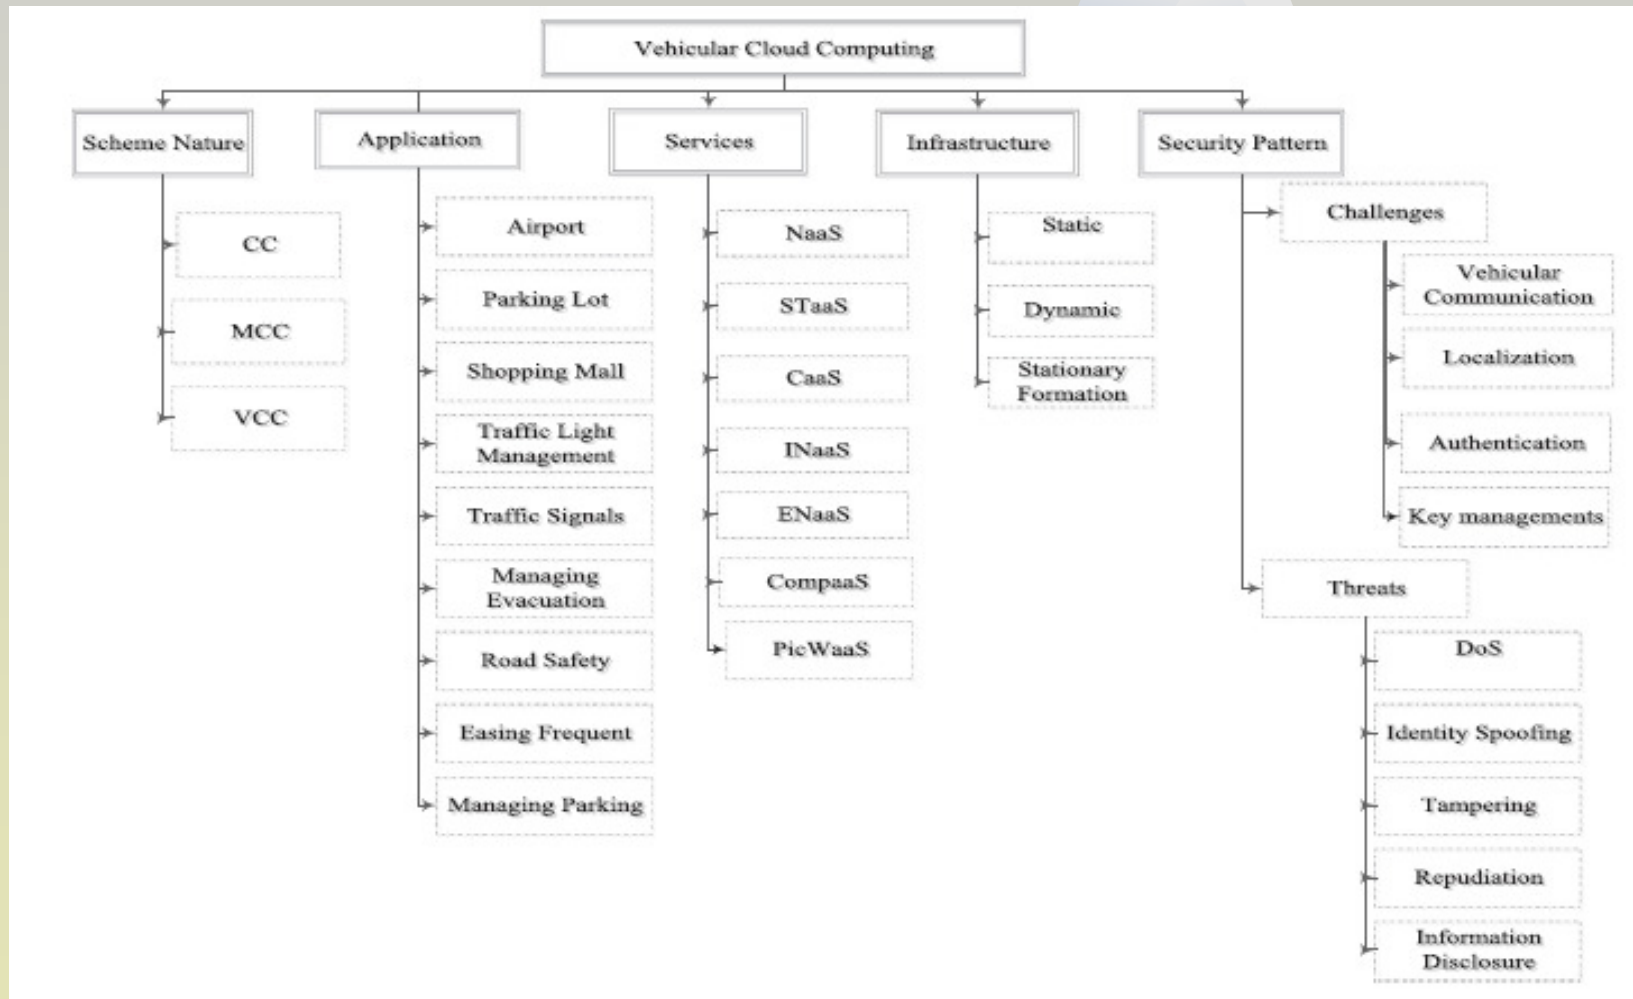 Vehicular Cloud Computing
Scheme Nature
CC
MCC
VCC
Application
Airport
Parking Lot
Shopping Mall
Traffic Light
Management
Traffic Signals
Managing
Evacuation
Road Safety
Easing Frequent
Managing Parking
Services
NaaS
STaaS
CaaS
INaaS
ENaaS
CompaaS
PicWaaS
Infrastructure
Static
Dynamic
Stationary
Formation
Security Pattern
Challenges
Vehicular
Communication
Localization
Authentication
Key managements
Threats
DoS
Identity Spoofing
Tampering
Repudiation
Information
Disclosure